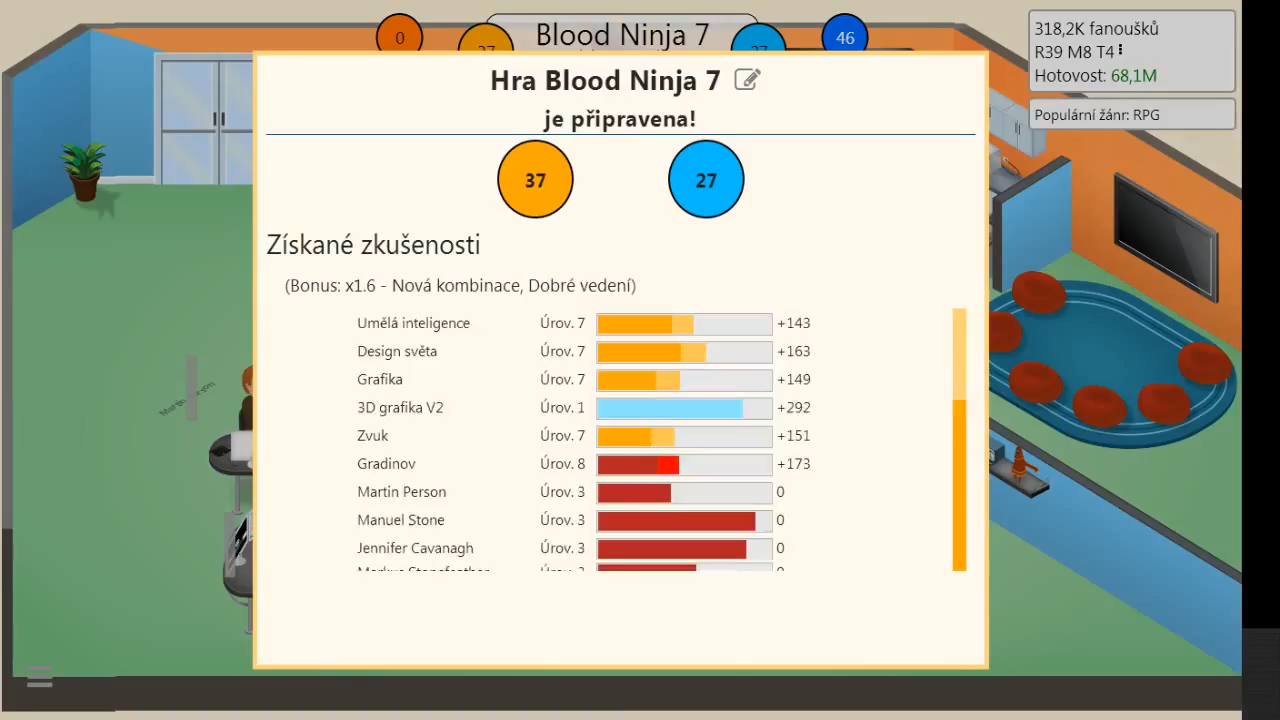 0
37
Blood Ninja 7
27
46
318,2K fanoušků
R39 M8 T4
Hotovost: 68,1M
Populární žánr: RPG
Hra Blood Ninja 7
je připravena!
37
27
Získané zkušenosti
(Bonus: x1.6 - Nová kombinace, Dobré vedení)
Umělá inteligence Úrov. 7 +143
Design světa Úrov. 7 +163
Grafika Úrov. 7 +149
3D grafika V2 Úrov. 1 +292
Zvuk Úrov. 7 +151
Gradinov Úrov. 8 +173
Martin Person Úrov. 3 0
Manuel Stone Úrov. 3 0
Jennifer Cavanagh Úrov. 3 0